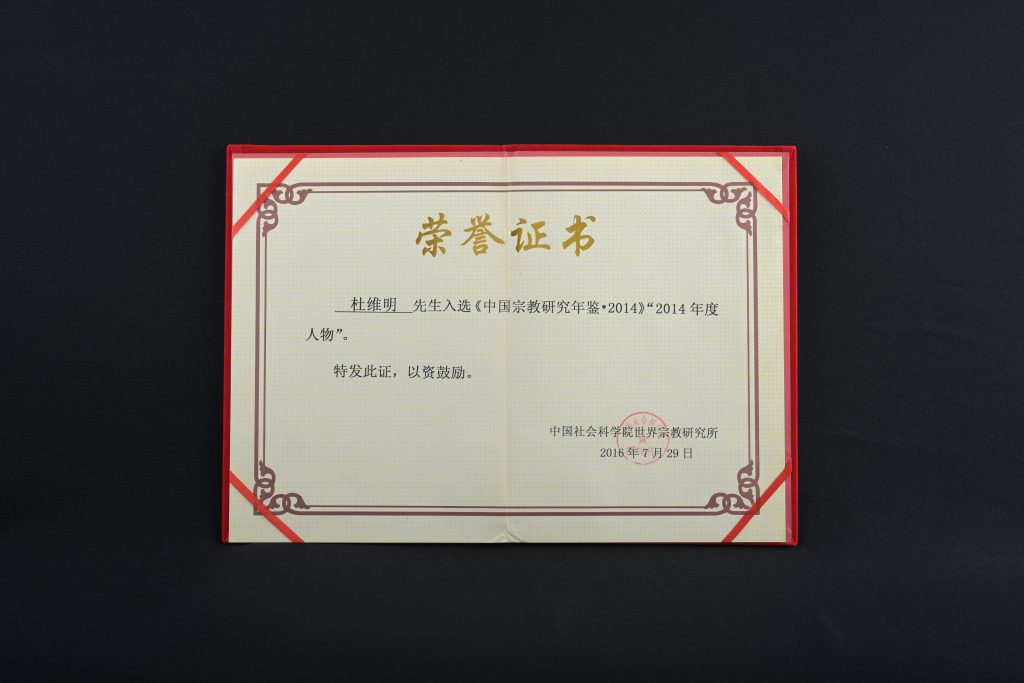 荣誉证书
杜维明 先生入选《中国宗教研究年鉴•2014》“2014 年度
人物”。
特发此证，以资鼓励。
中国社会科学院世界宗教研究所
2016 年 7 月 29 日